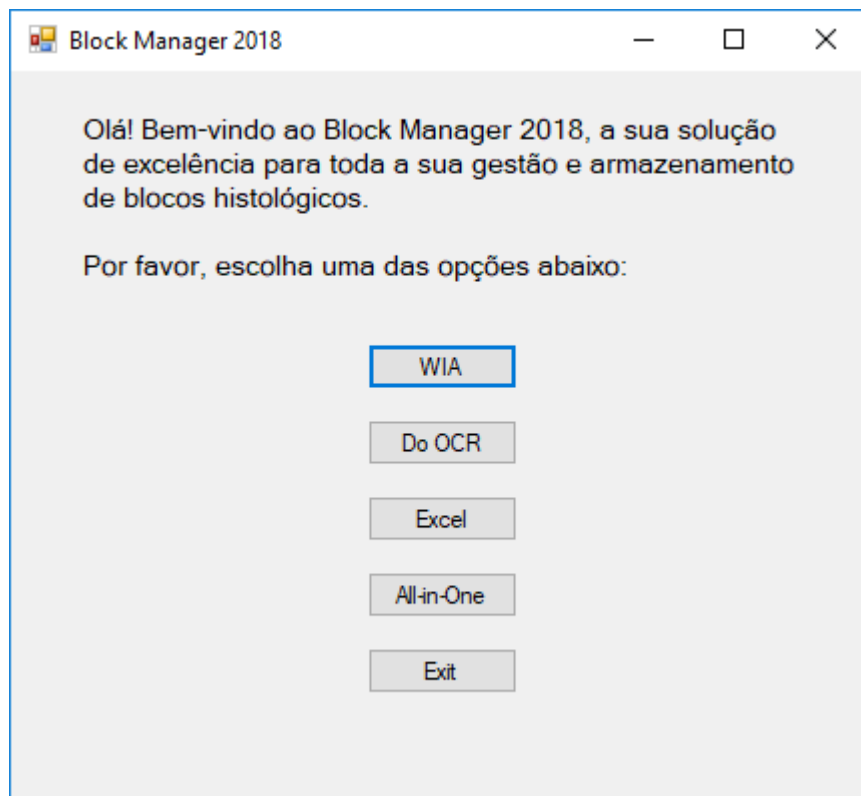 Block Manager 2018
Olá! Bem-vindo ao Block Manager 2018, a sua solução
de excelência para toda a sua gestão e armazenamento
de blocos histológicos.
Por favor, escolha uma das opções abaixo:
WIA
Do OCR
Excel
All-in-One
Exit